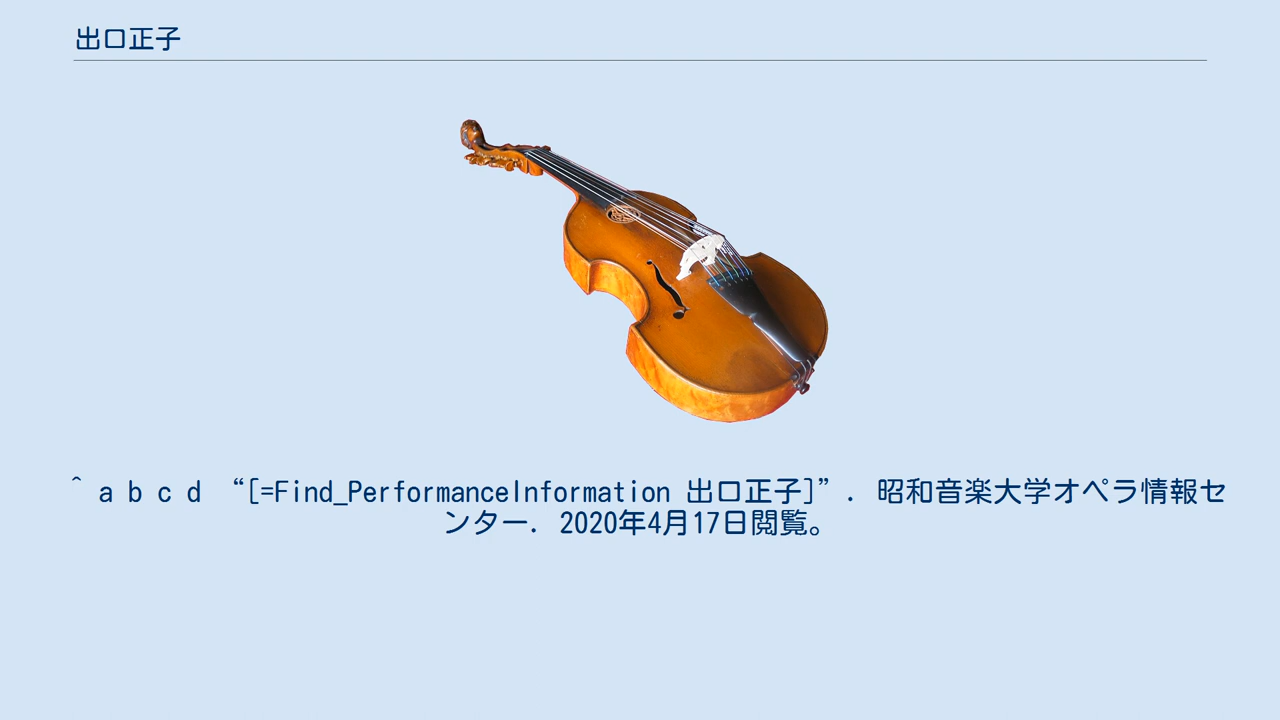 出口正子
^ a b c d “[=Find_PerformanceInformation 出口正子]”. 昭和音楽大学オペラ情報セ
ンター. 2020年4月17日閲覧。